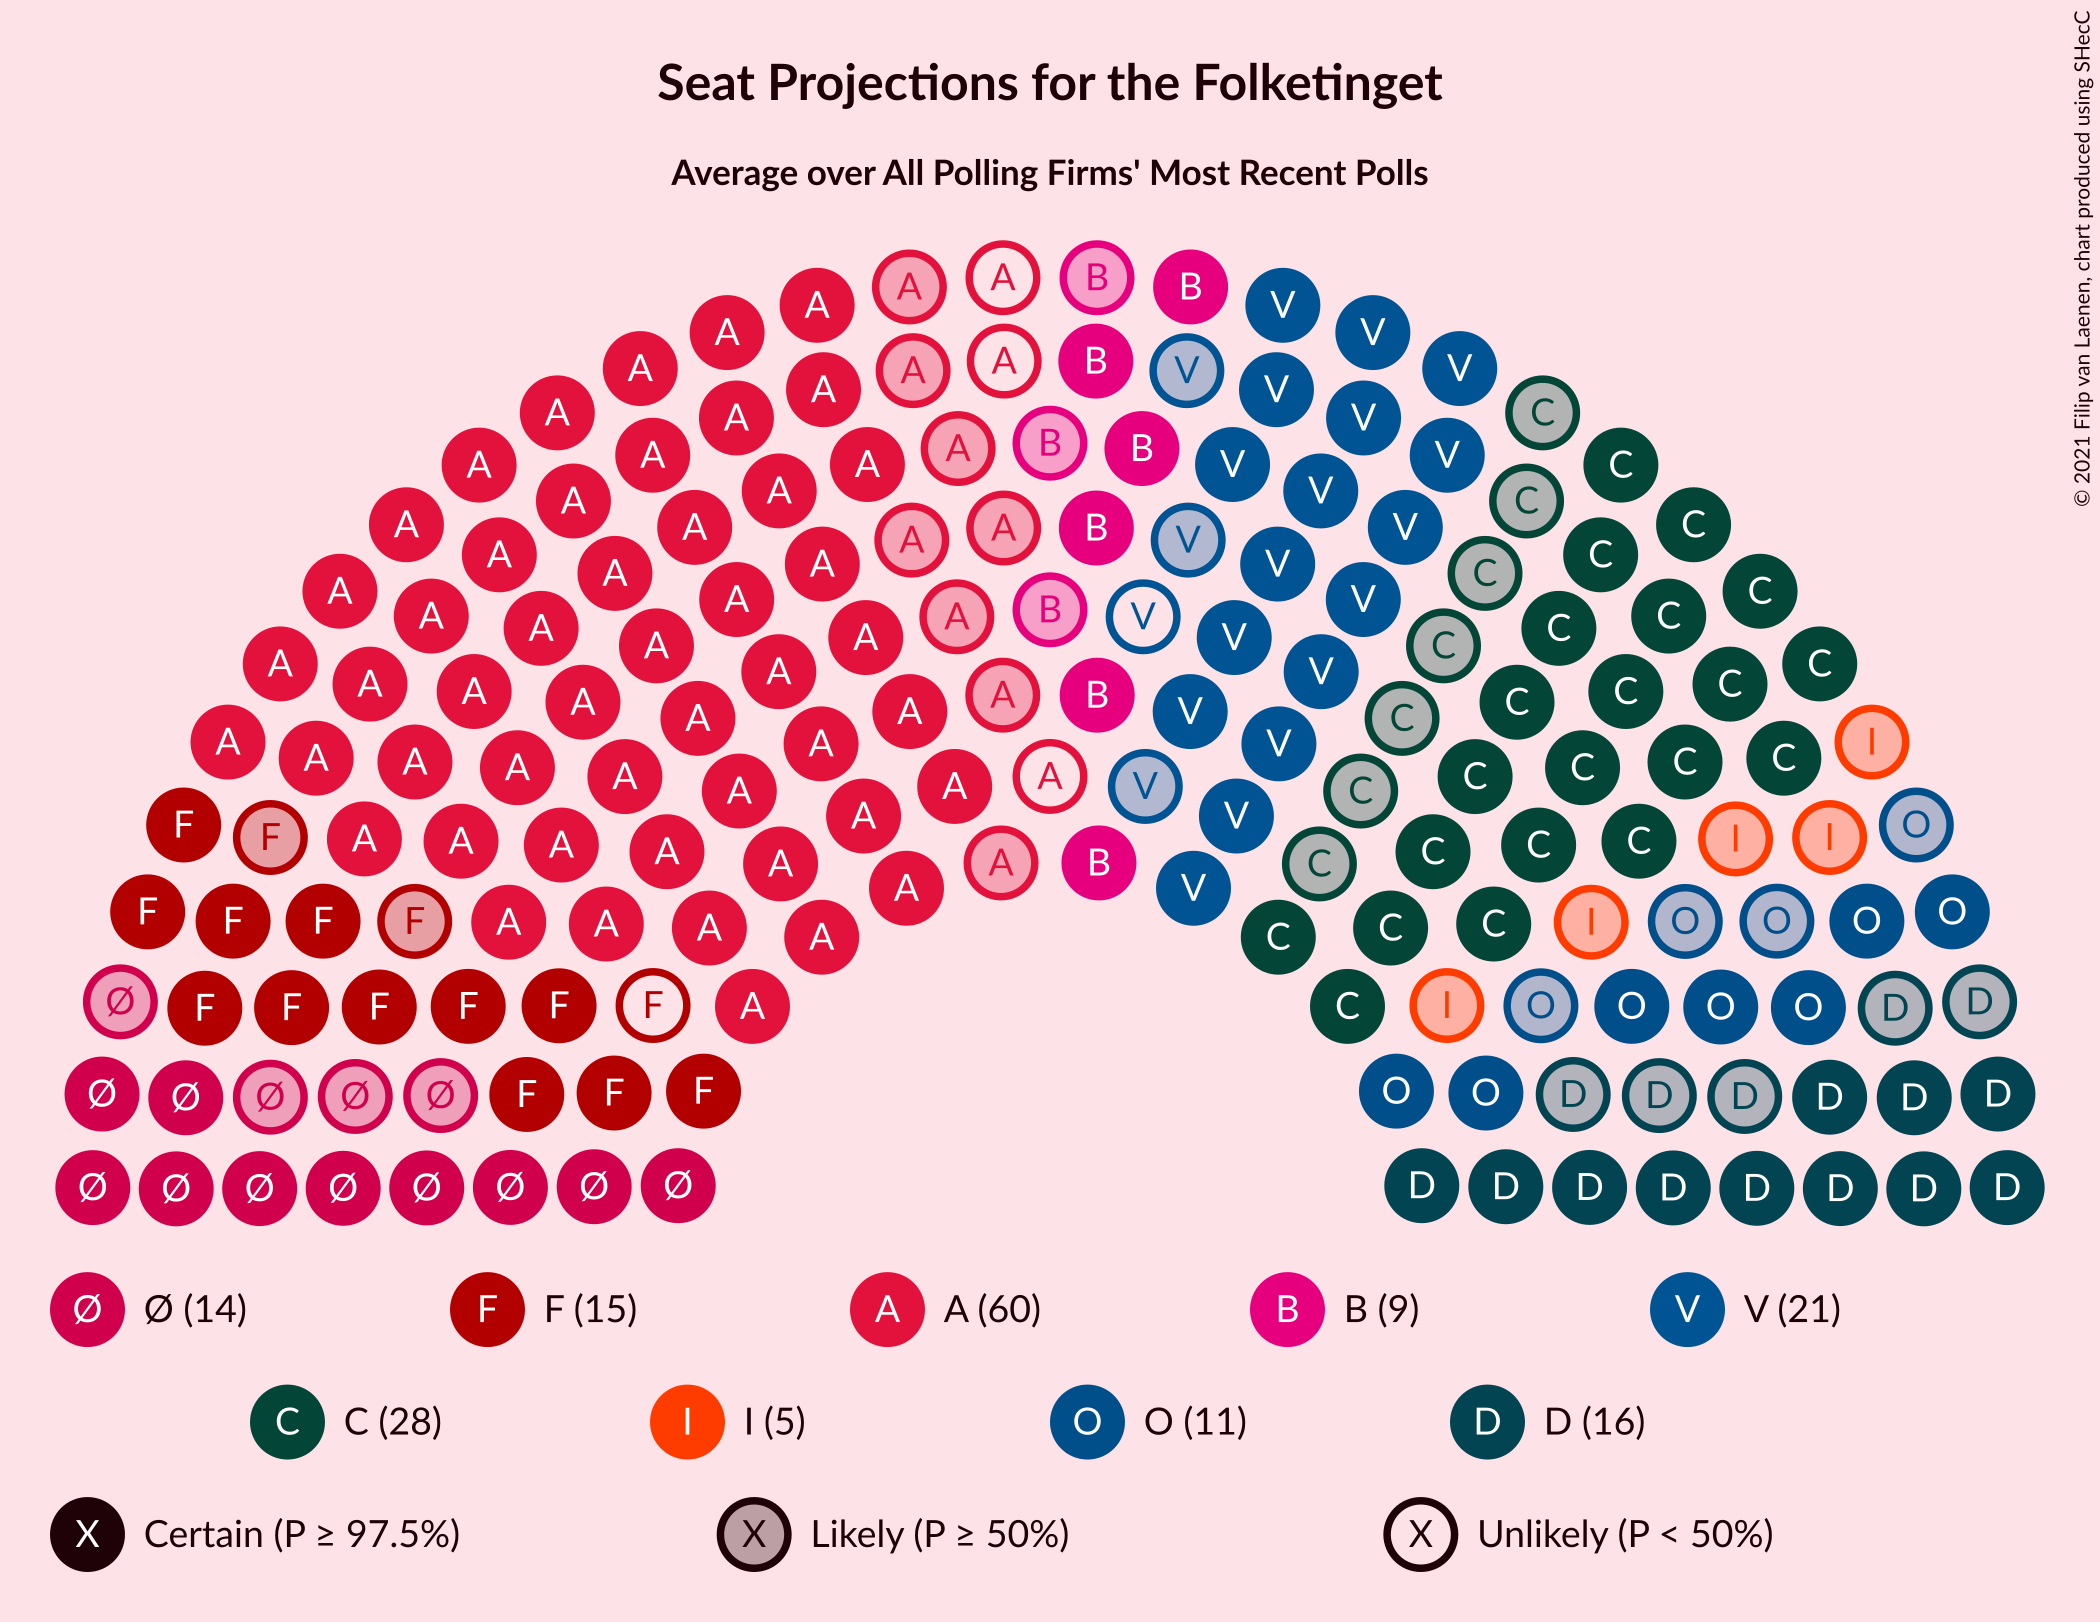 Seat Projections for the Folketinget
Average over All Polling Firms' Most Recent Polls
© 2021 Filip van Laenen, chart produced using SHecC
A A B B
A A V V V
A A B V V C
A A A B V V V C
A A A B B V V C C
A A A A A B V V V C C
A A A A A V V V C C C
A A A A A B V V V C C C
A A A A A B V V V C C C C
A A A A A A B V V C C C C
A A A A A A V V C C C C I
A A A A A A A V V C C C C C
F F A A A A A A A B V C C C C I I O
F F F F A A A A A V C C C I O O O O
Ø F F F F F F A C I O O O O D D
Ø Ø Ø Ø Ø F F F O O D D D D D D
Ø Ø Ø Ø Ø Ø Ø Ø D D D D D D D D
Ø Ø (14) F F (15) A A (60) B B (9) V V (21)
C C (28) I I (5) O O (11) D D (16)
X Certain (P ≥ 97.5%) X Likely (P ≥ 50%) X Unlikely (P < 50%)